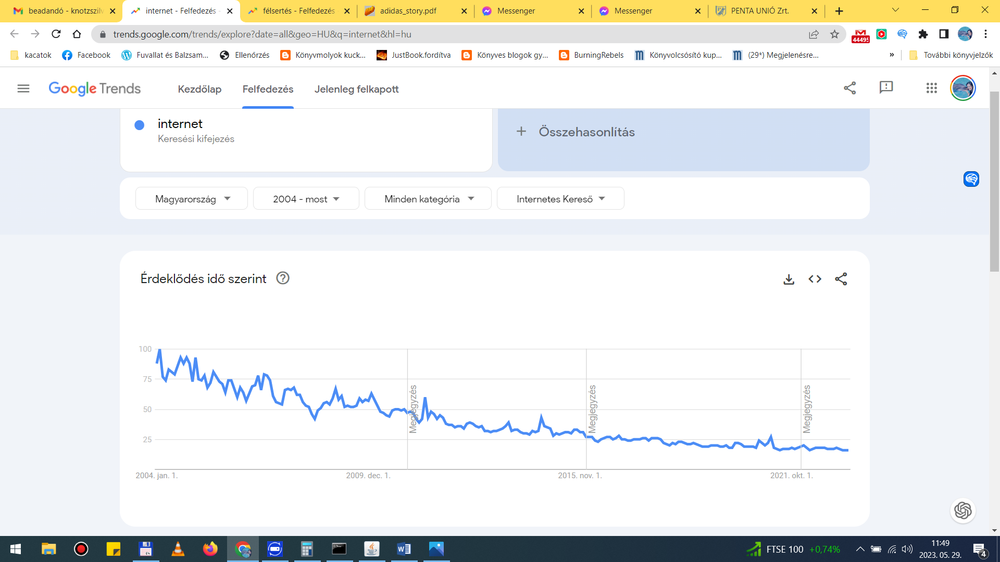 beadandó - knotzszilv
internet - Felfedezés -
félsertés - Felfedezés
adidas_story.pdf
Messenger
Messenger
PENTA UNIÓ Zrt.
trends.google.com/trends/explore?date=all&geo=HU&q=internet&hl=hu
44495
kacatok
Facebook
Fuvallat és Balzsam...
Ellenőrzés
Könyvmolyok kuck...
JustBook.fordítva
Könyves blogok gy...
BurningRebels
Könyvolcsósító kup...
(29*) Megjelenésre...
»
További könyvjelzők
Google Trends
Kezdőlap
Felfedezés
Jelenleg felkapott
internet
Keresési kifejezés
+ Összehasonlítás
Magyarország
2004 - most
Minden kategória
Internetes Kereső
Érdeklődés idő szerint
100
75
50
25
Megjegyzés
Megjegyzés
Megjegyzés
2004. jan. 1.
2009. dec. 1.
2015. nov. 1.
2021. okt. 1.
FTSE 100 +0,74%
11:49
2023. 05. 29.
4